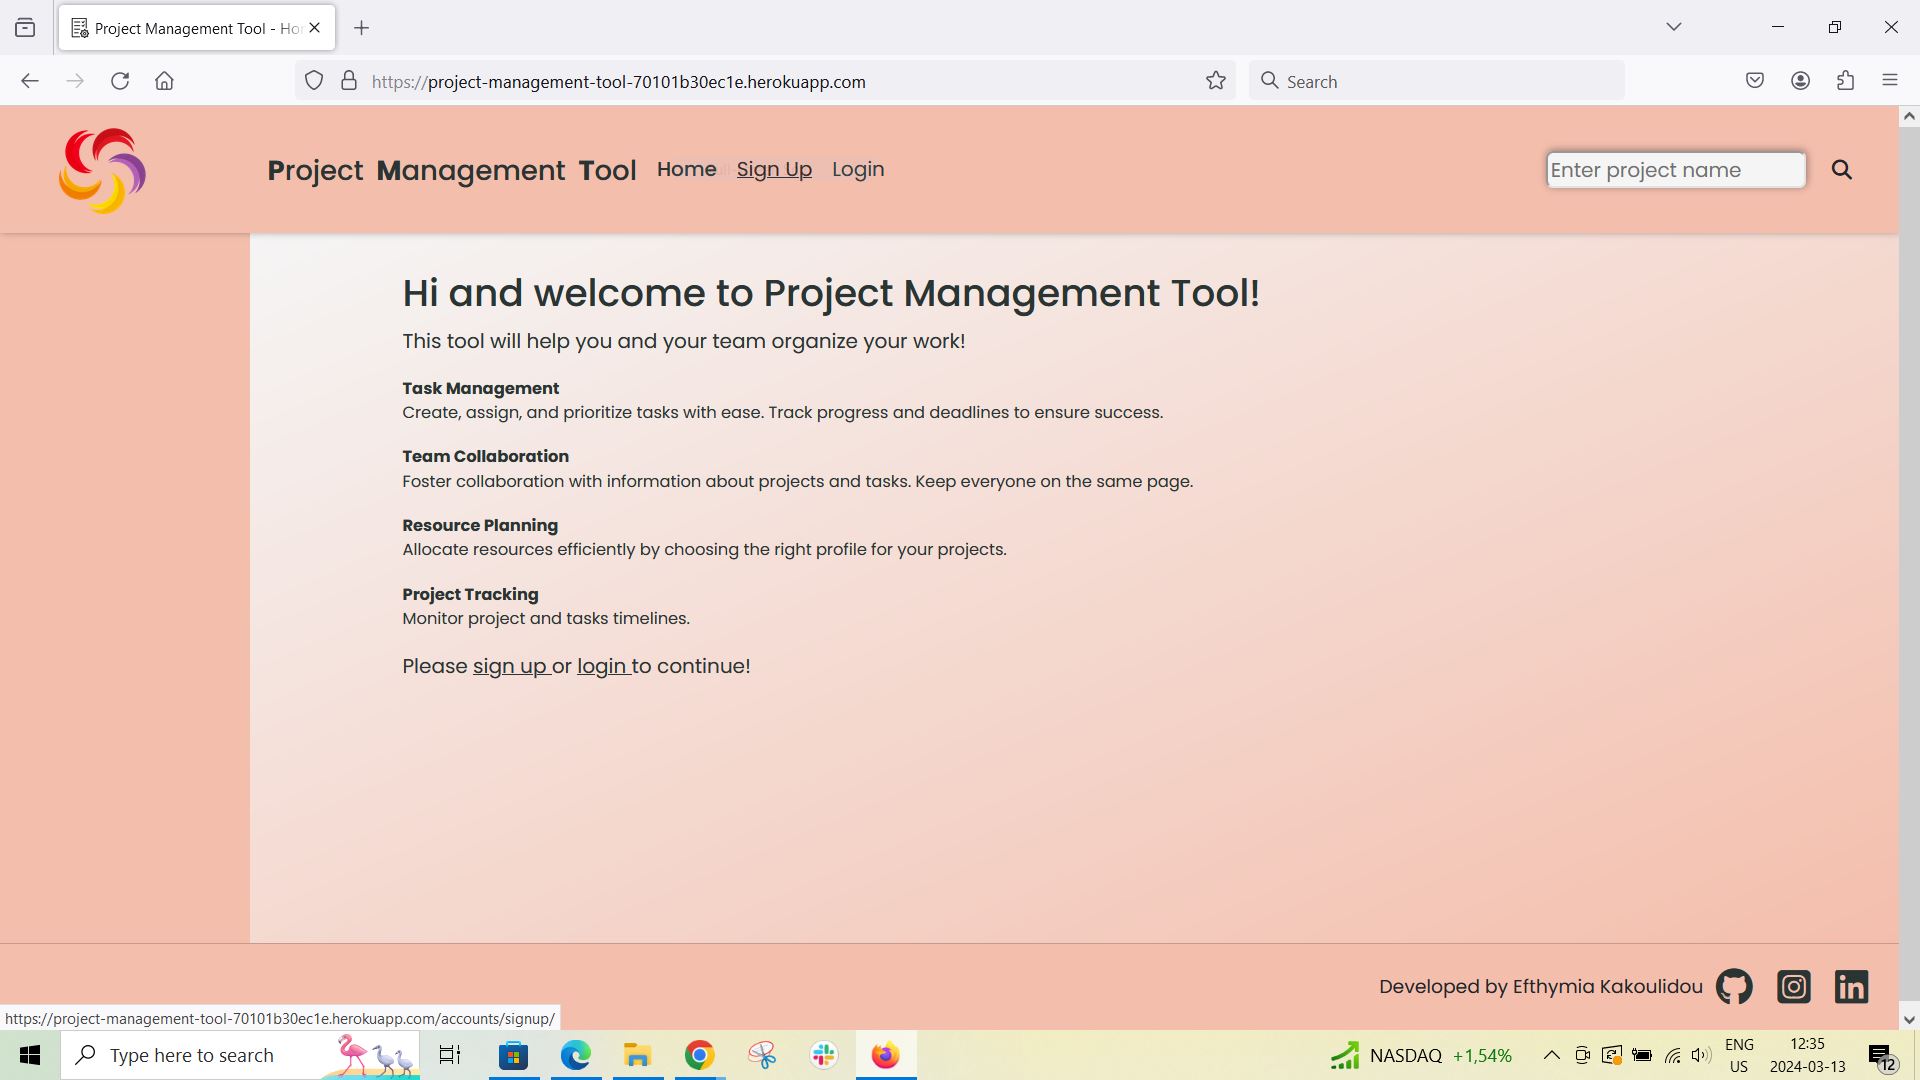 Project Management Tool - Ho
https://project-management-tool-70101b30ec1e.herokuapp.com
Search
Project Management Tool
Home
Sign Up
Login
Enter project name
Hi and welcome to Project Management Tool!
This tool will help you and your team organize your work!
Task Management
Create, assign, and prioritize tasks with ease. Track progress and deadlines to ensure success.
Team Collaboration
Foster collaboration with information about projects and tasks. Keep everyone on the same page.
Resource Planning
Allocate resources efficiently by choosing the right profile for your projects.
Project Tracking
Monitor project and tasks timelines.
Please sign up or login to continue!
Developed by Efthymia Kakoulidou
in
https://project-management-tool-70101b30ec1e.herokuapp.com/accounts/signup/
Type here to search
NASDAQ +1,54%
ENG
US
12:35
2024-03-13
12